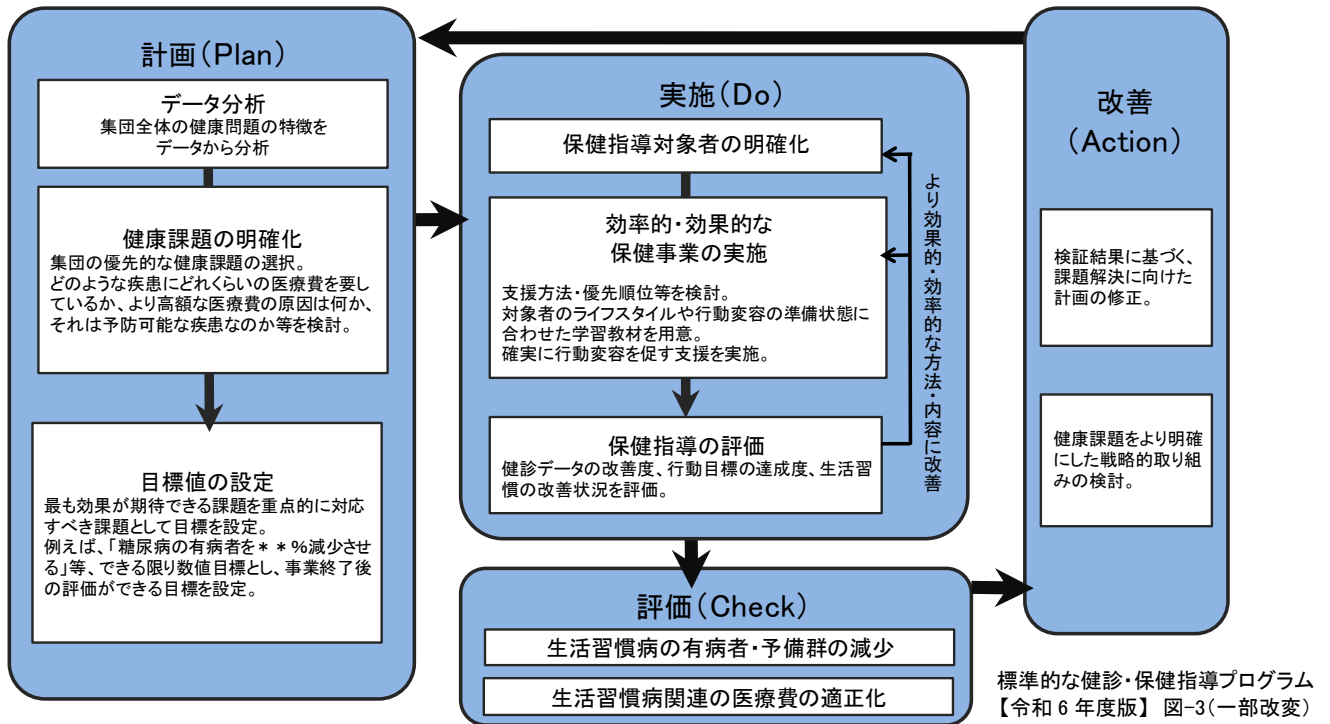 計画(Plan)
データ分析
集団全体の健康問題の特徴を
データから分析
健康課題の明確化
集団の優先的な健康課題の選択。
どのような疾患にどれくらいの医療費を要し
ているか、より高額な医療費の原因は何か、
それは予防可能な疾患なのか等を検討。
目標値の設定
最も効果が期待できる課題を重点的に対応
すべき課題として目標を設定。
例えば、「糖尿病の有病者を**%減少させ
る」等、できる限り数値目標とし、事業終了後
の評価ができる目標を設定。
実施(Do)
保健指導対象者の明確化
効率的・効果的な
保健事業の実施
支援方法・優先順位等を検討。
対象者のライフスタイルや行動変容の準備状態に
合わせた学習教材を用意。
確実に行動変容を促す支援を実施。
保健指導の評価
健診データの改善度、行動目標の達成度、生活習
慣の改善状況を評価。
より効果的・効率的な方法・内容に改善
評価(Check)
生活習慣病の有病者・予備群の減少
生活習慣病関連の医療費の適正化
改善
(Action)
検証結果に基づく、
課題解決に向けた
計画の修正。
健康課題をより明確
にした戦略的取り組
みの検討。
標準的な健診・保健指導プログラム
【令和6年度版】 図-3(一部改変)